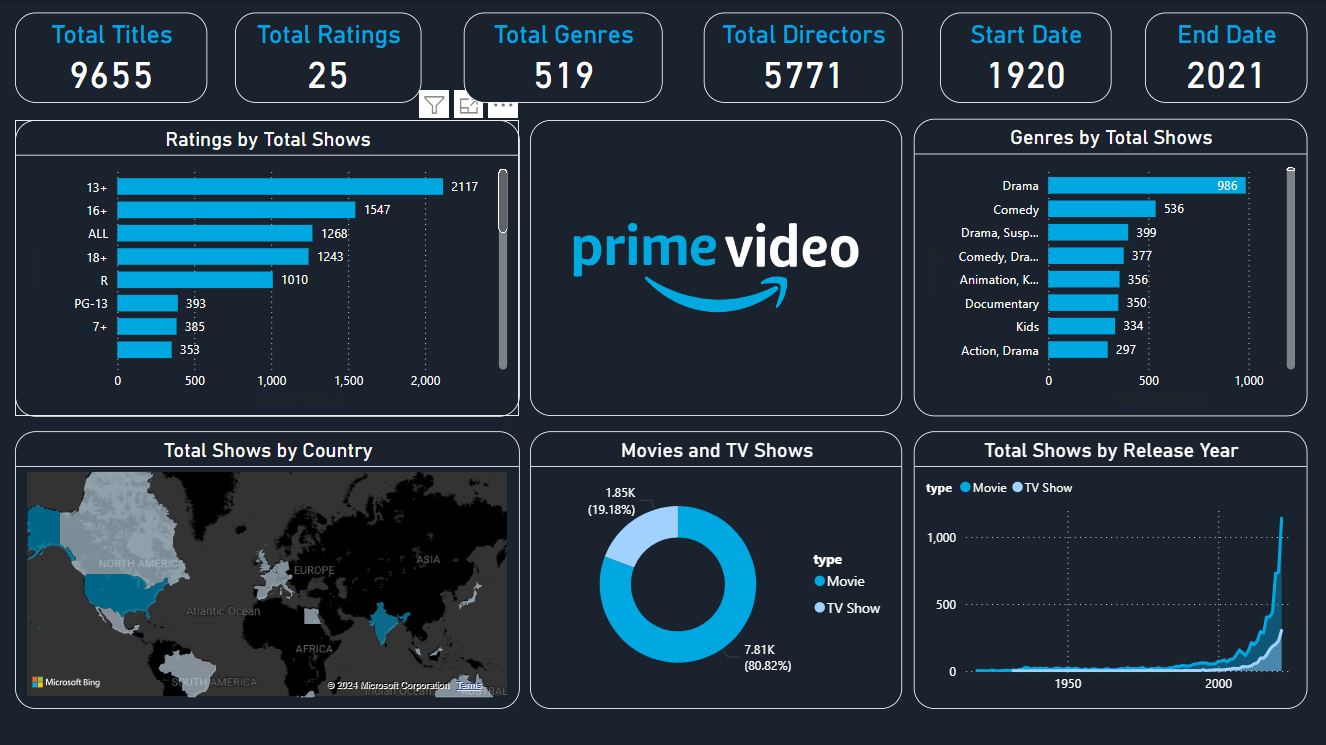 Total Titles
9655
Total Ratings
25
Total Genres
519
Total Directors
5771
Start Date
1920
End Date
2021
Ratings by Total Shows
13+ 2117
16+ 1547
ALL 1268
18+ 1243
R 1010
PG-13 393
7+ 385
353
0 500 1,000 1,500 2,000
prime video
Genres by Total Shows
Drama 986
Comedy 536
Drama, Susp... 399
Comedy, Dra... 377
Animation, K... 356
Documentary 350
Kids 334
Action, Drama 297
0 500 1,000
Total Shows by Country
NORTH AMERICA
EUROPE
ASIA
Atlantic Ocean
AFRICA
SOUTH AMERICA
Indian Ocean
AUSTRAL
Microsoft Bing
© 2024 Microsoft Corporation Terms
Movies and TV Shows
1.85K
(19.18%)
7.81K
(80.82%)
type
Movie
TV Show
Total Shows by Release Year
type Movie TV Show
1,000
500
0
1950 2000